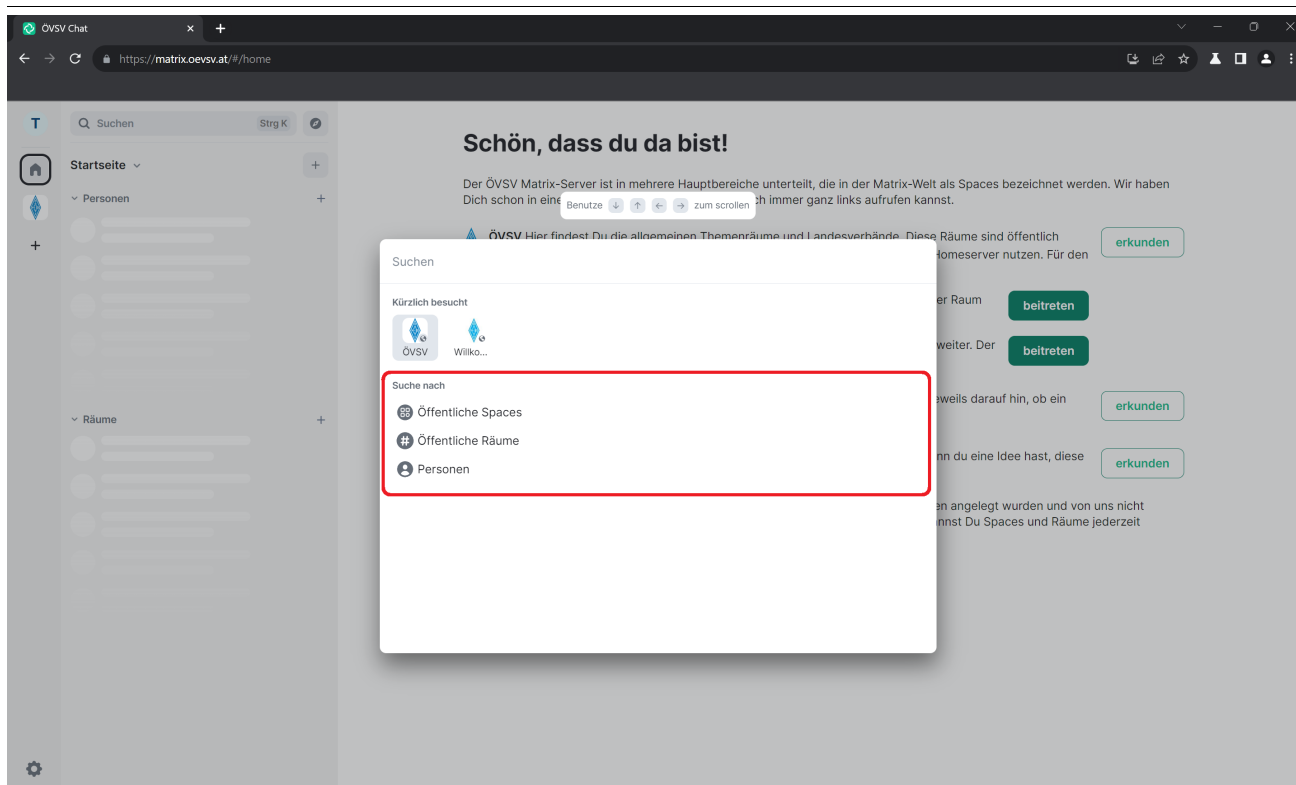 ÖVSV Chat
https://matrix.oevsv.at/#/home
T
Suchen Strg K
Startseite
Personen
Räume
Schön, dass du da bist!
Der ÖVSV Matrix-Server ist in mehrere Hauptbereiche unterteilt, die in der Matrix-Welt als Spaces bezeichnet werden. Wir haben
Dich schon in eine
ch immer ganz links aufrufen kannst.
Benutze ↓ ↑ ← → zum scrollen
ÖVSV Hier findest Du die allgemeinen Themenräume und Landesverbände. Diese Räume sind öffentlich
Homeserver nutzen. Für den
erkunden
er Raum
beitreten
weiter. Der
beitreten
eweils darauf hin, ob ein
erkunden
nn du eine Idee hast, diese
erkunden
en angelegt wurden und von uns nicht
nnst Du Spaces und Räume jederzeit
Suchen
Kürzlich besucht
ÖVSV Willko...
Suche nach
Öffentliche Spaces
Öffentliche Räume
Personen